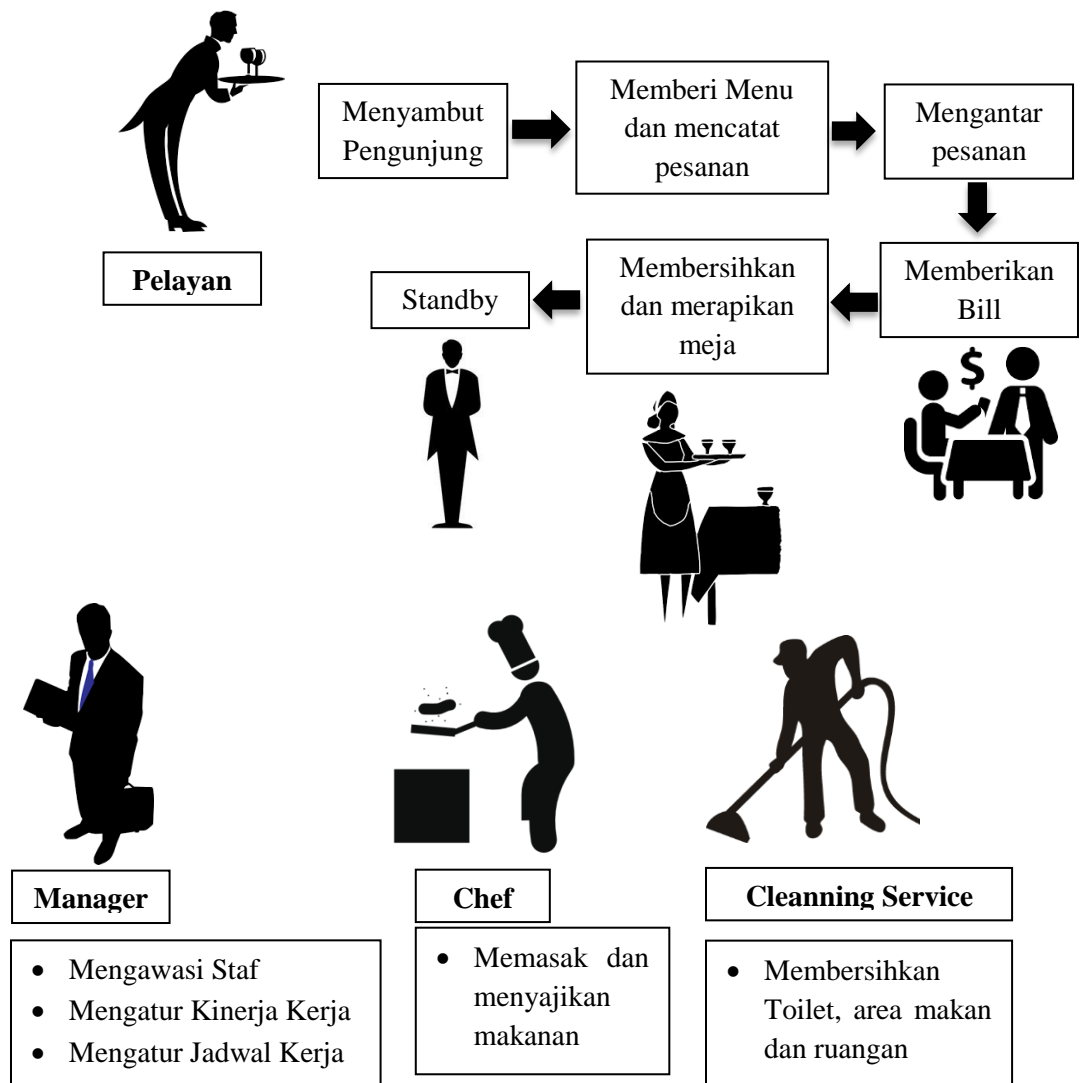 Menyambut
Pengunjung
Memberi Menu
dan mencatat
pesanan
Mengantar
pesanan
Pelayan
Standby
Membersihkan
dan merapikan
meja
Memberikan
Bill
$
Manager
• Mengawasi Staf
• Mengatur Kinerja Kerja
• Mengatur Jadwal Kerja
Chef
• Memasak dan
menyajikan
makanan
Cleanning Service
• Membersihkan
Toilet, area makan
dan ruangan